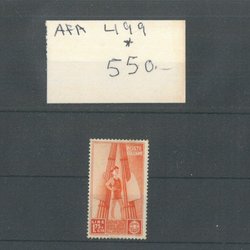 AFA 499
*
550.-
POSTE
ITALIANE